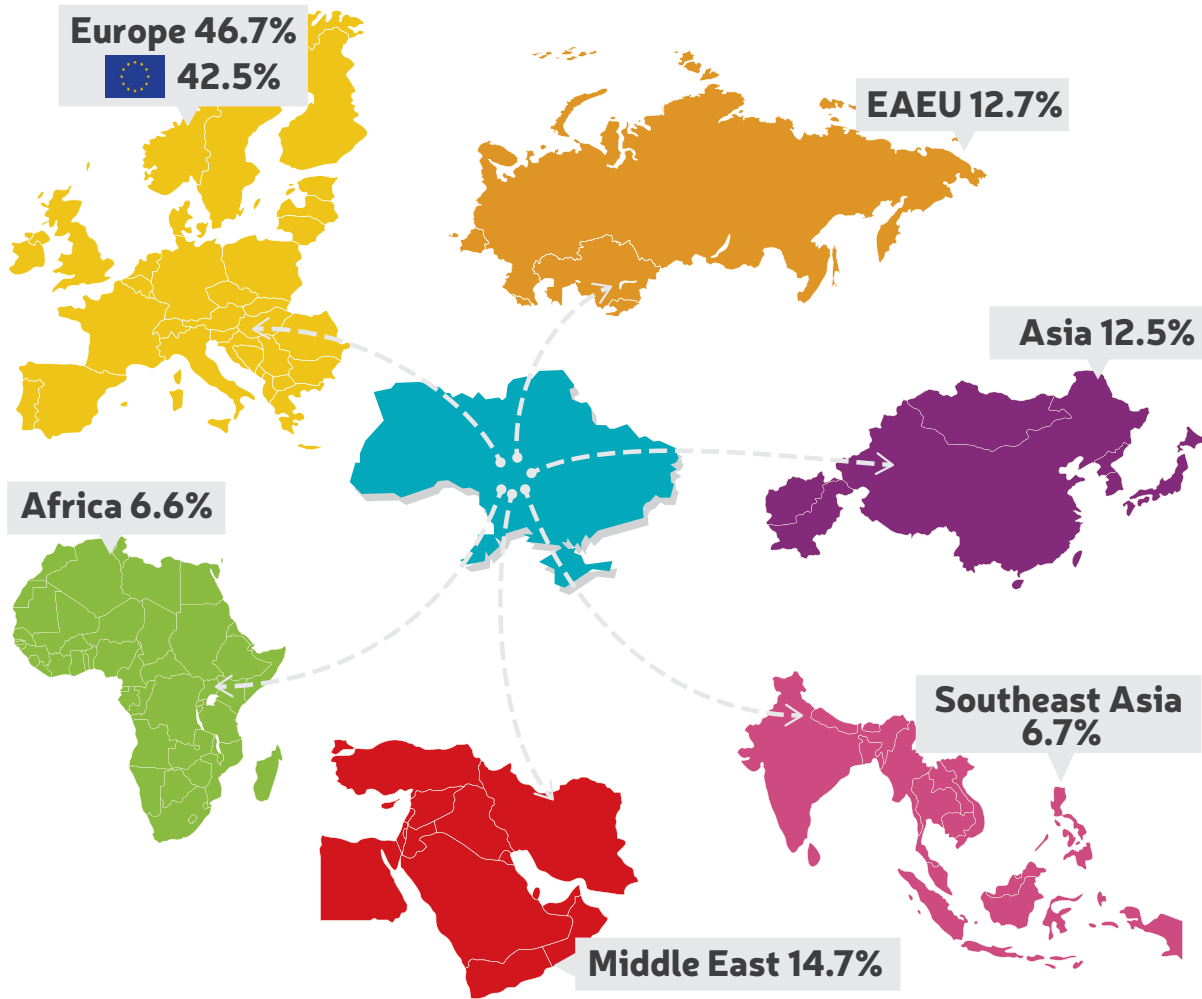 Europe 46.7%
42.5%
EAEU 12.7%
Asia 12.5%
Africa 6.6%
Southeast Asia
6.7%
Middle East 14.7%